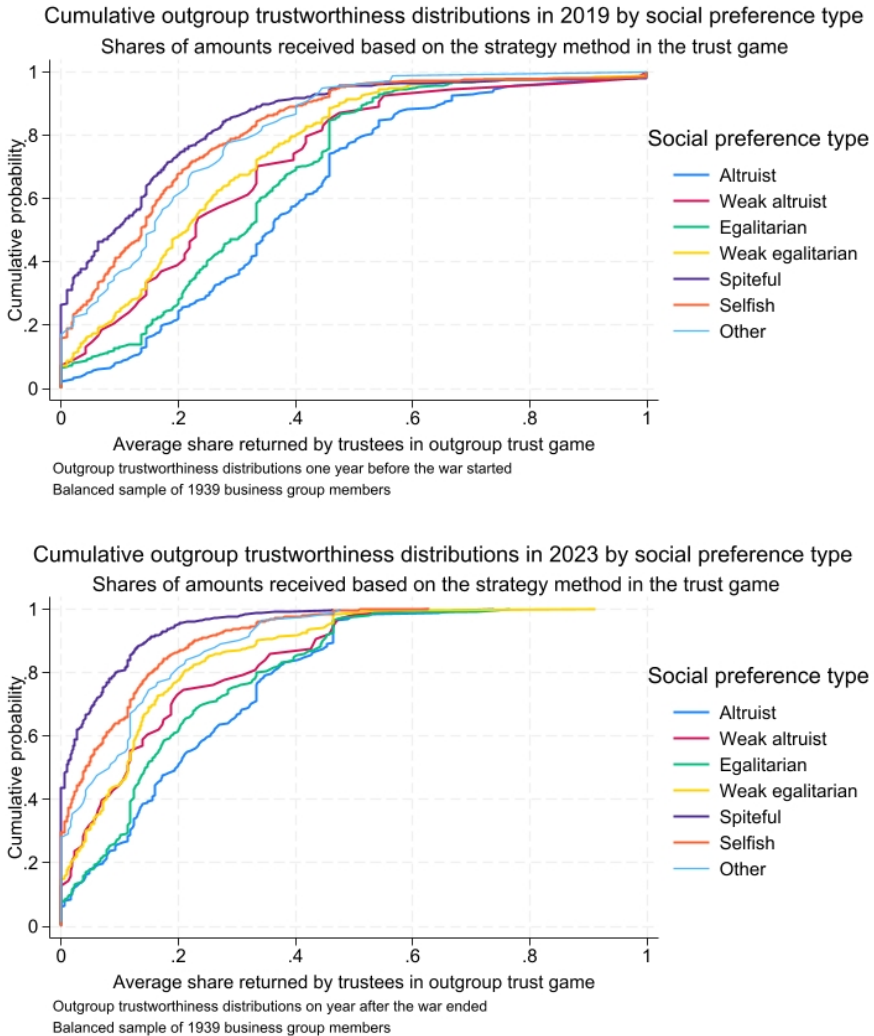 Cumulative outgroup trustworthiness distributions in 2019 by social preference type
Shares of amounts received based on the strategy method in the trust game
Cumulative probability
1
.8
.6
.4
.2
0
0 .2 .4 .6 .8 1
Average share returned by trustees in outgroup trust game
Outgroup trustworthiness distributions one year before the war started
Balanced sample of 1939 business group members
Social preference type
Altruist
Weak altruist
Egalitarian
Weak egalitarian
Spiteful
Selfish
Other
Cumulative outgroup trustworthiness distributions in 2023 by social preference type
Shares of amounts received based on the strategy method in the trust game
Cumulative probability
1
.8
.6
.4
.2
0
0 .2 .4 .6 .8 1
Average share returned by trustees in outgroup trust game
Outgroup trustworthiness distributions on year after the war ended
Balanced sample of 1939 business group members
Social preference type
Altruist
Weak altruist
Egalitarian
Weak egalitarian
Spiteful
Selfish
Other